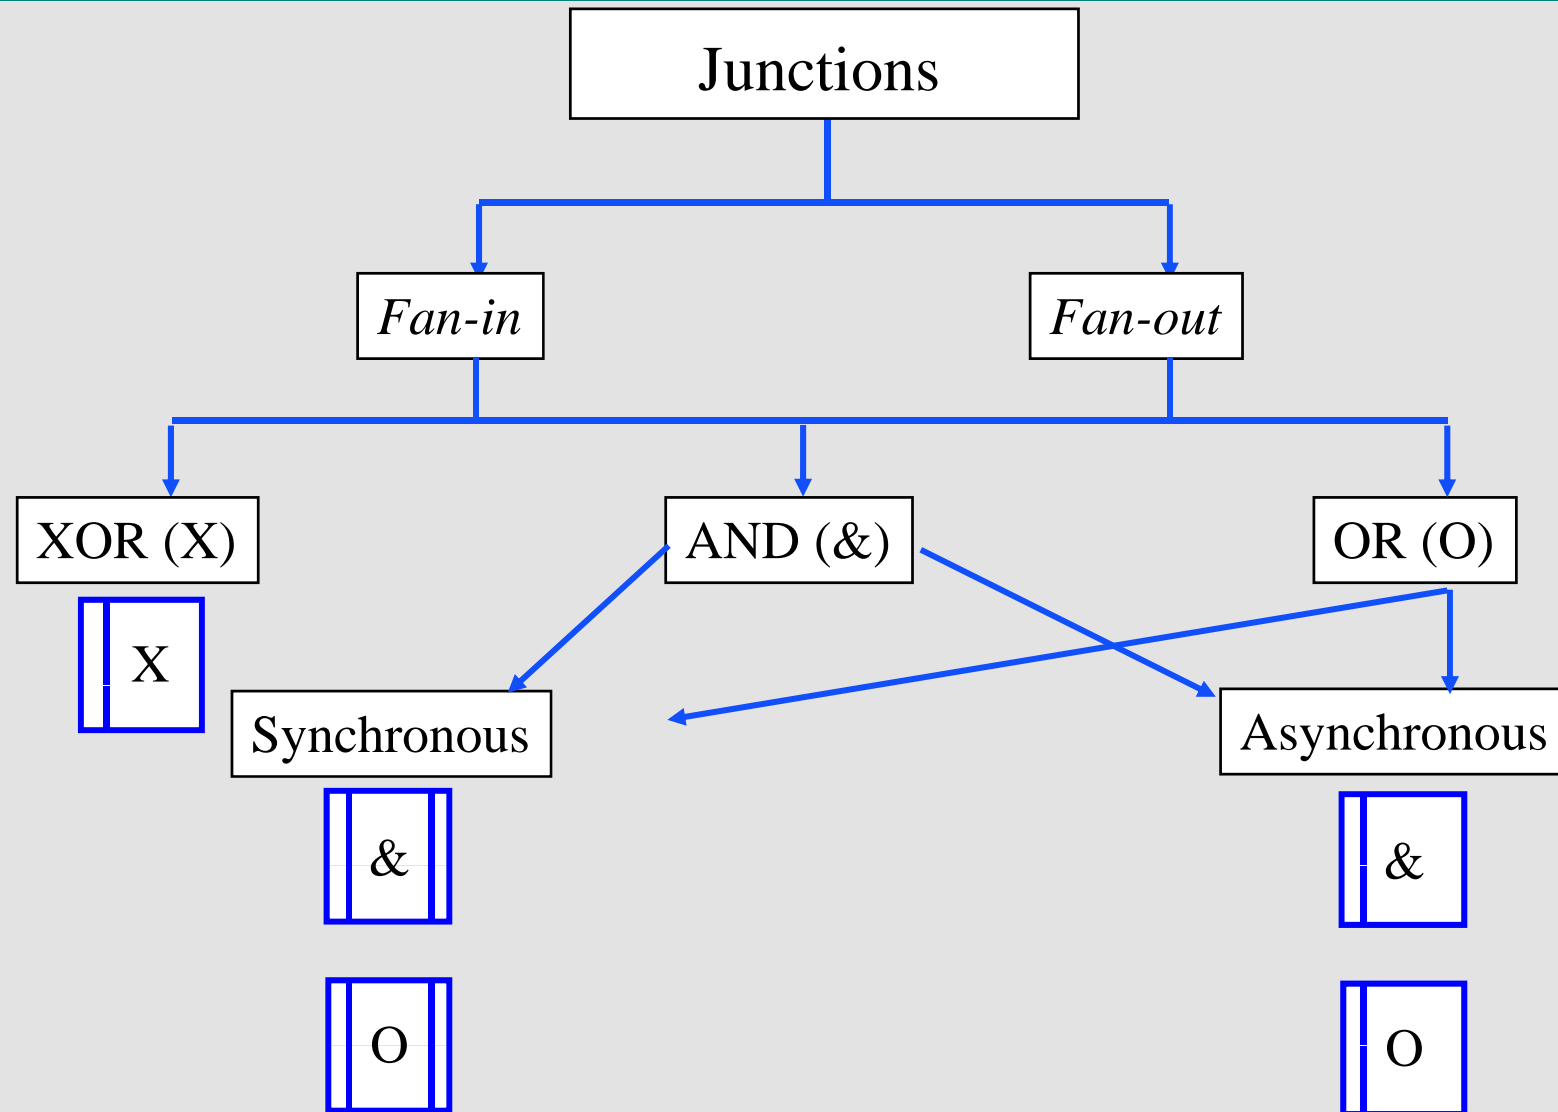 Junctions
Fan-in
Fan-out
XOR (X)
AND (&)
OR (O)
X
Synchronous
Asynchronous
&
&
O
O